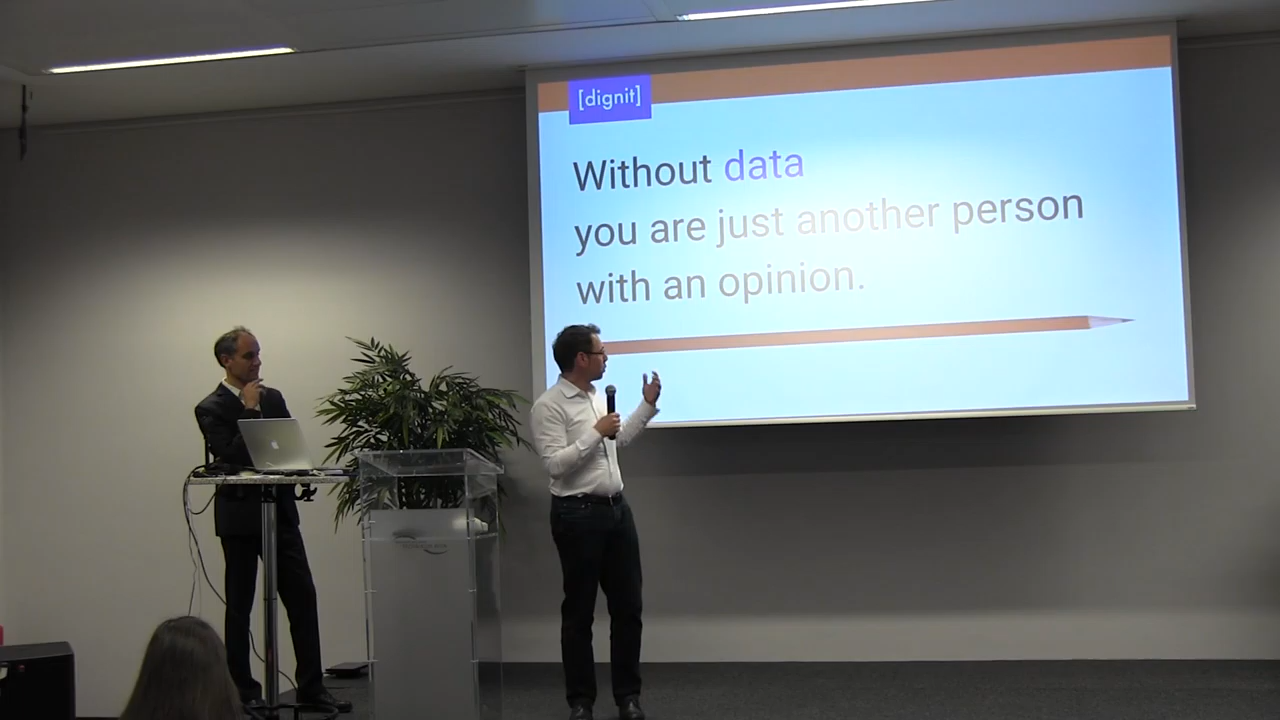 [dignit]
Without data
you are just another person
with an opinion.